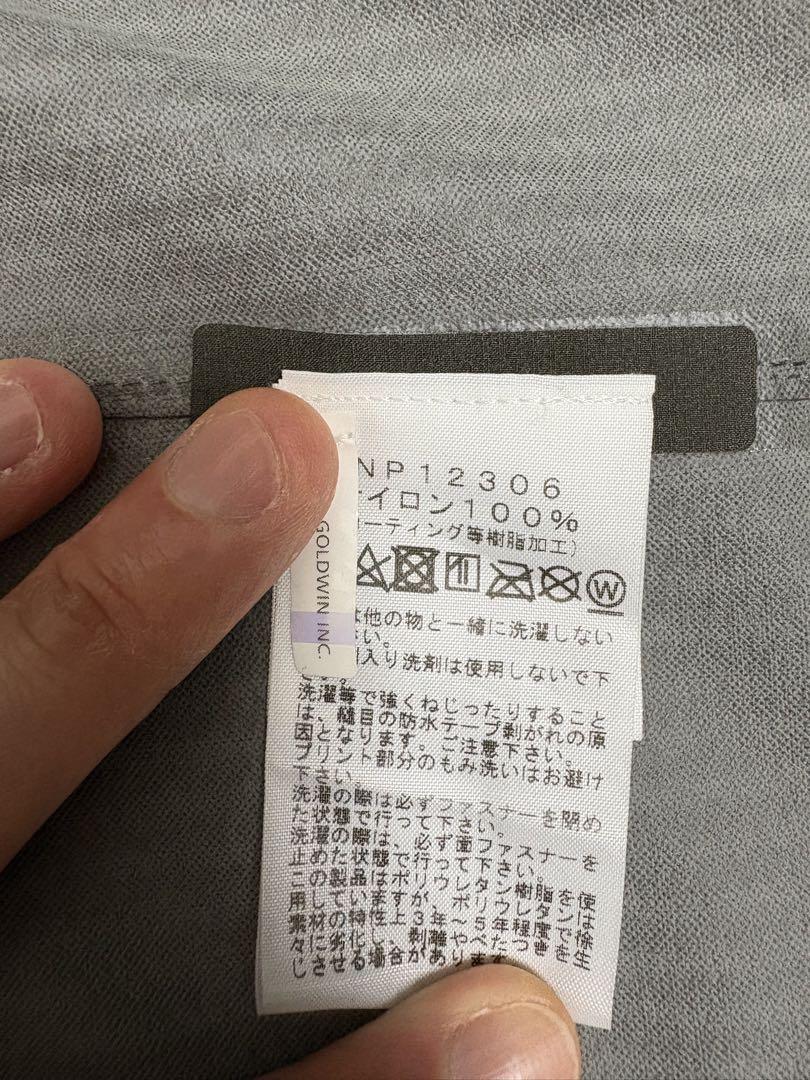 NP12306
イロン100%
ーティング等樹脂加工)
W
GOLDWIN INC.
は他の物と一緒に洗濯しない
さい。
剤入り洗剤は使用しないで下
さい。
洗濯等で強くねじったりすること
は、縫目の防水テープ剥がれの原
因となります。ご注意下さい。
プリント部分のもみ洗いはお避け
下さい。
洗濯の際は必ずファスナーを閉め
た状態で行って下さい。
洗濯の際は、必ず面ファスナーを
止めた状態で行って下さい。
この製品はポリウレタン樹脂を使
用していますが、ポリウレタンは
素材の特性上3年~5年程度で徐
々に劣化し、剥離やべたつきを生
じさせる場合があります